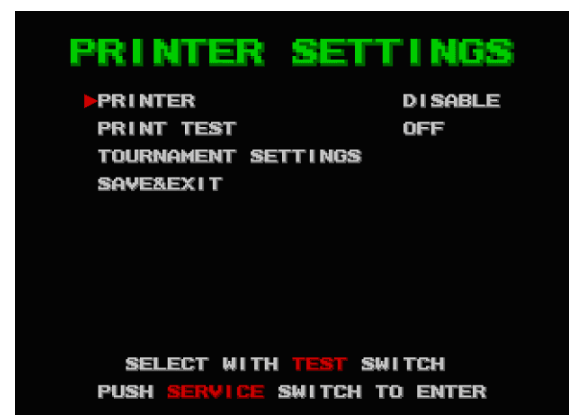 PRINTER SETTINGS
PRINTER DISABLE
PRINT TEST OFF
TOURNAMENT SETTINGS
SAVE&EXIT
SELECT WITH TEST SWITCH
PUSH SERVICE SWITCH TO ENTER